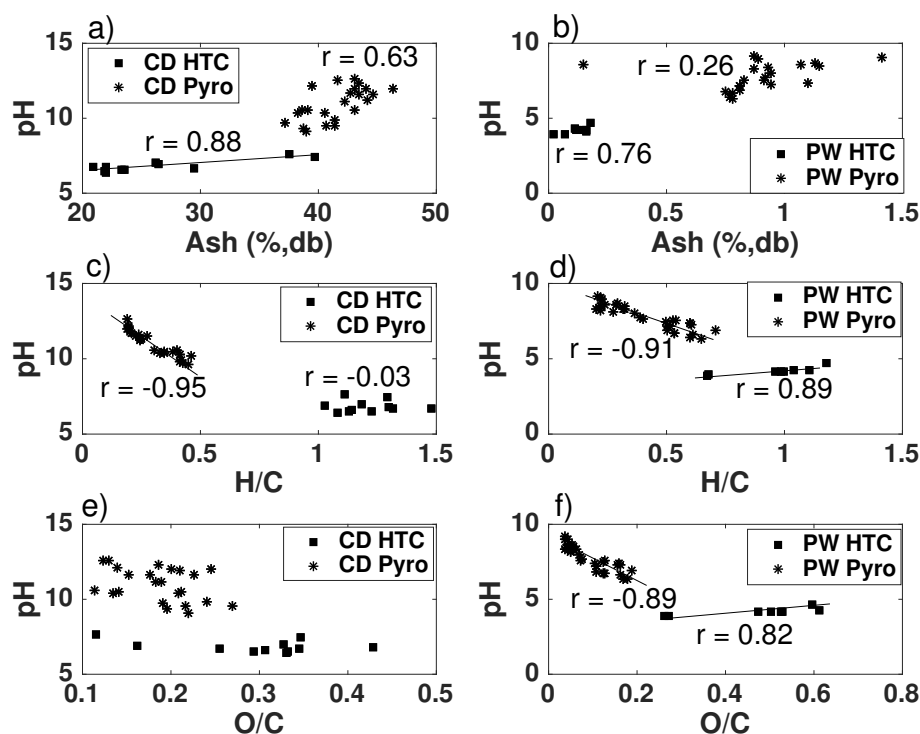 a)
15
10
5
pH
CD HTC
CD Pyro
r = 0.63
r = 0.88
20 30 40 50
Ash (%,db)
b)
10
5
0
pH
r = 0.26
r = 0.76
PW HTC
PW Pyro
0 0.5 1 1.5
Ash (%,db)
c)
15
10
5
pH
CD HTC
CD Pyro
r = -0.95
r = -0.03
0 0.5 1 1.5
H/C
d)
10
5
0
pH
PW HTC
PW Pyro
r = -0.91
r = 0.89
0 0.5 1 1.5
H/C
e)
15
10
5
pH
CD HTC
CD Pyro
0.1 0.2 0.3 0.4 0.5
O/C
f)
10
5
0
pH
PW HTC
PW Pyro
r = -0.89
r = 0.82
0 0.2 0.4 0.6 0.8
O/C